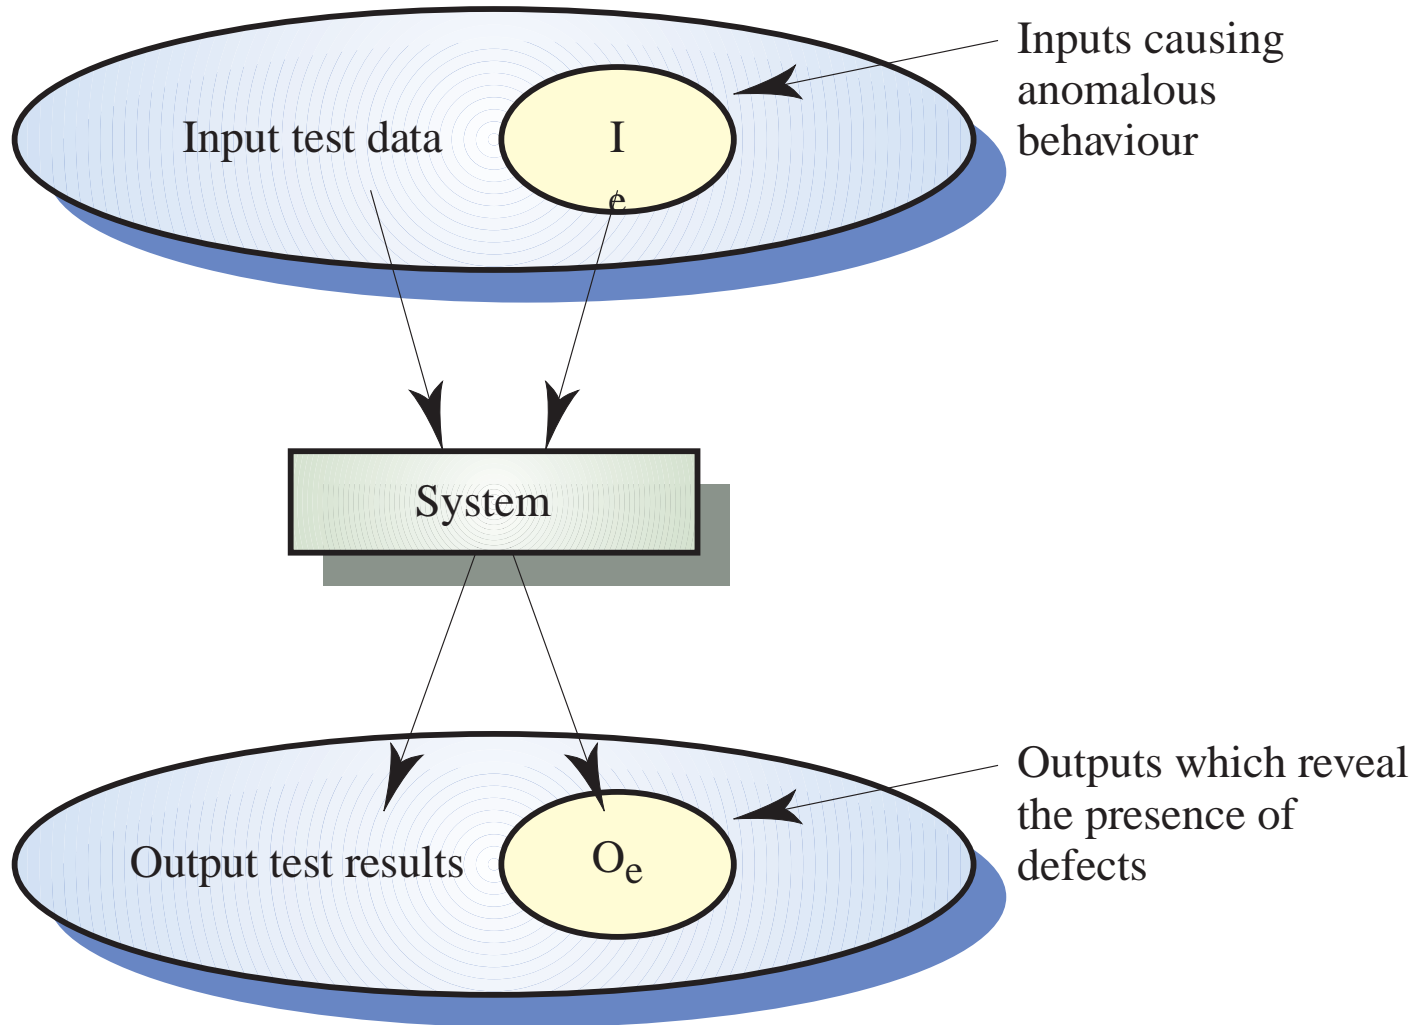 Inputs causing
anomalous
behaviour
Input test data
I
e
System
Outputs which reveal
the presence of
defects
Output test results
Oe